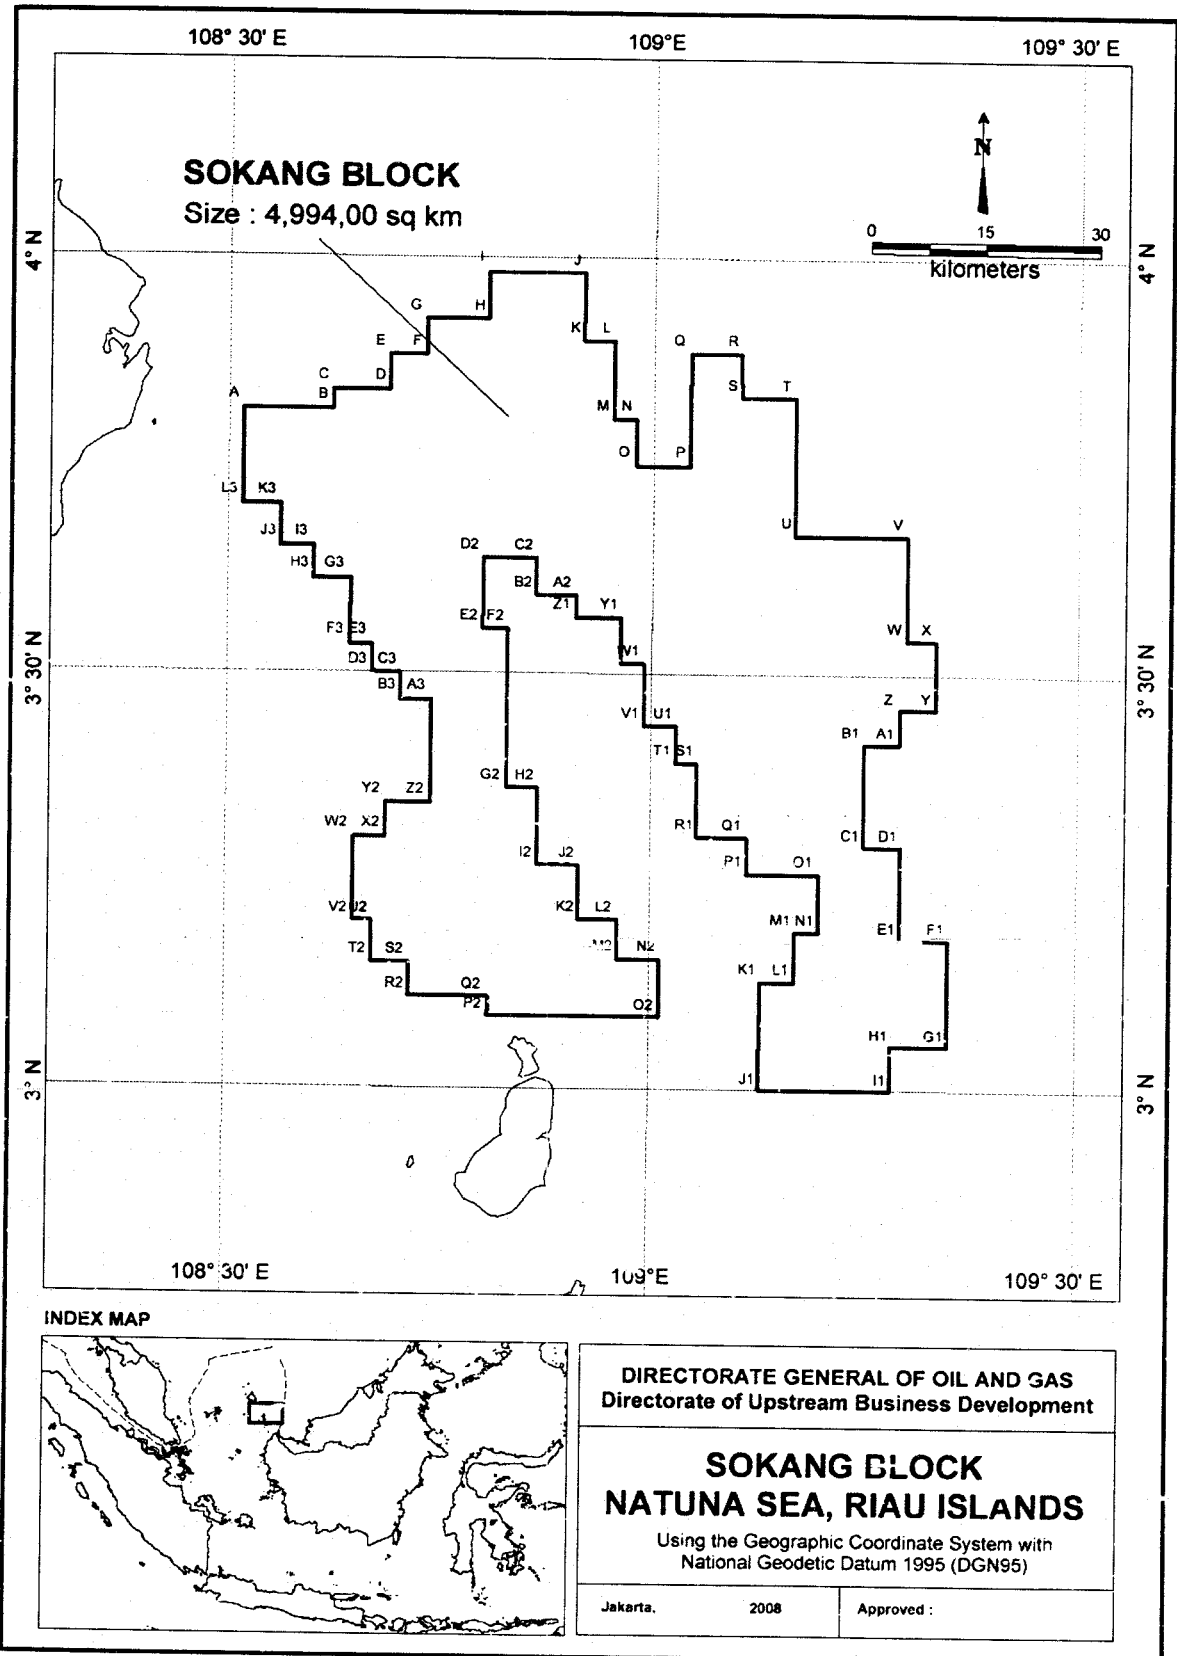 108° 30' E 109°E 109° 30' E
SOKANG BLOCK
Size : 4,994,00 sq km
N
0 15 30
kilometers
4° N 4° N
J
G H
K L
E F
Q R
C D
S T
A B
M N
O P
L3 K3
U V
J3 I3
H3 G3
D2 C2
B2 A2
Z1 Y1
E2 F2
F3 E3
W X
D3 C3
W1
3° 30' N 3° 30' N
B3 A3
Z Y
V1 U1
B1 A1
T1 S1
Y2 Z2
G2 H2
W2 X2
R1 Q1
C1 D1
I2 J2
P1 O1
V2 U2
K2 L2
M1 N1
E1 F1
T2 S2
M2 N2
K1 L1
R2 Q2
P2 O2
H1 G1
J1 I1
3° N 3° N
108° 30' E 109°E 109° 30' E
INDEX MAP
DIRECTORATE GENERAL OF OIL AND GAS
Directorate of Upstream Business Development
SOKANG BLOCK
NATUNA SEA, RIAU ISLANDS
Using the Geographic Coordinate System with
National Geodetic Datum 1995 (DGN95)
Jakarta, 2008 Approved :